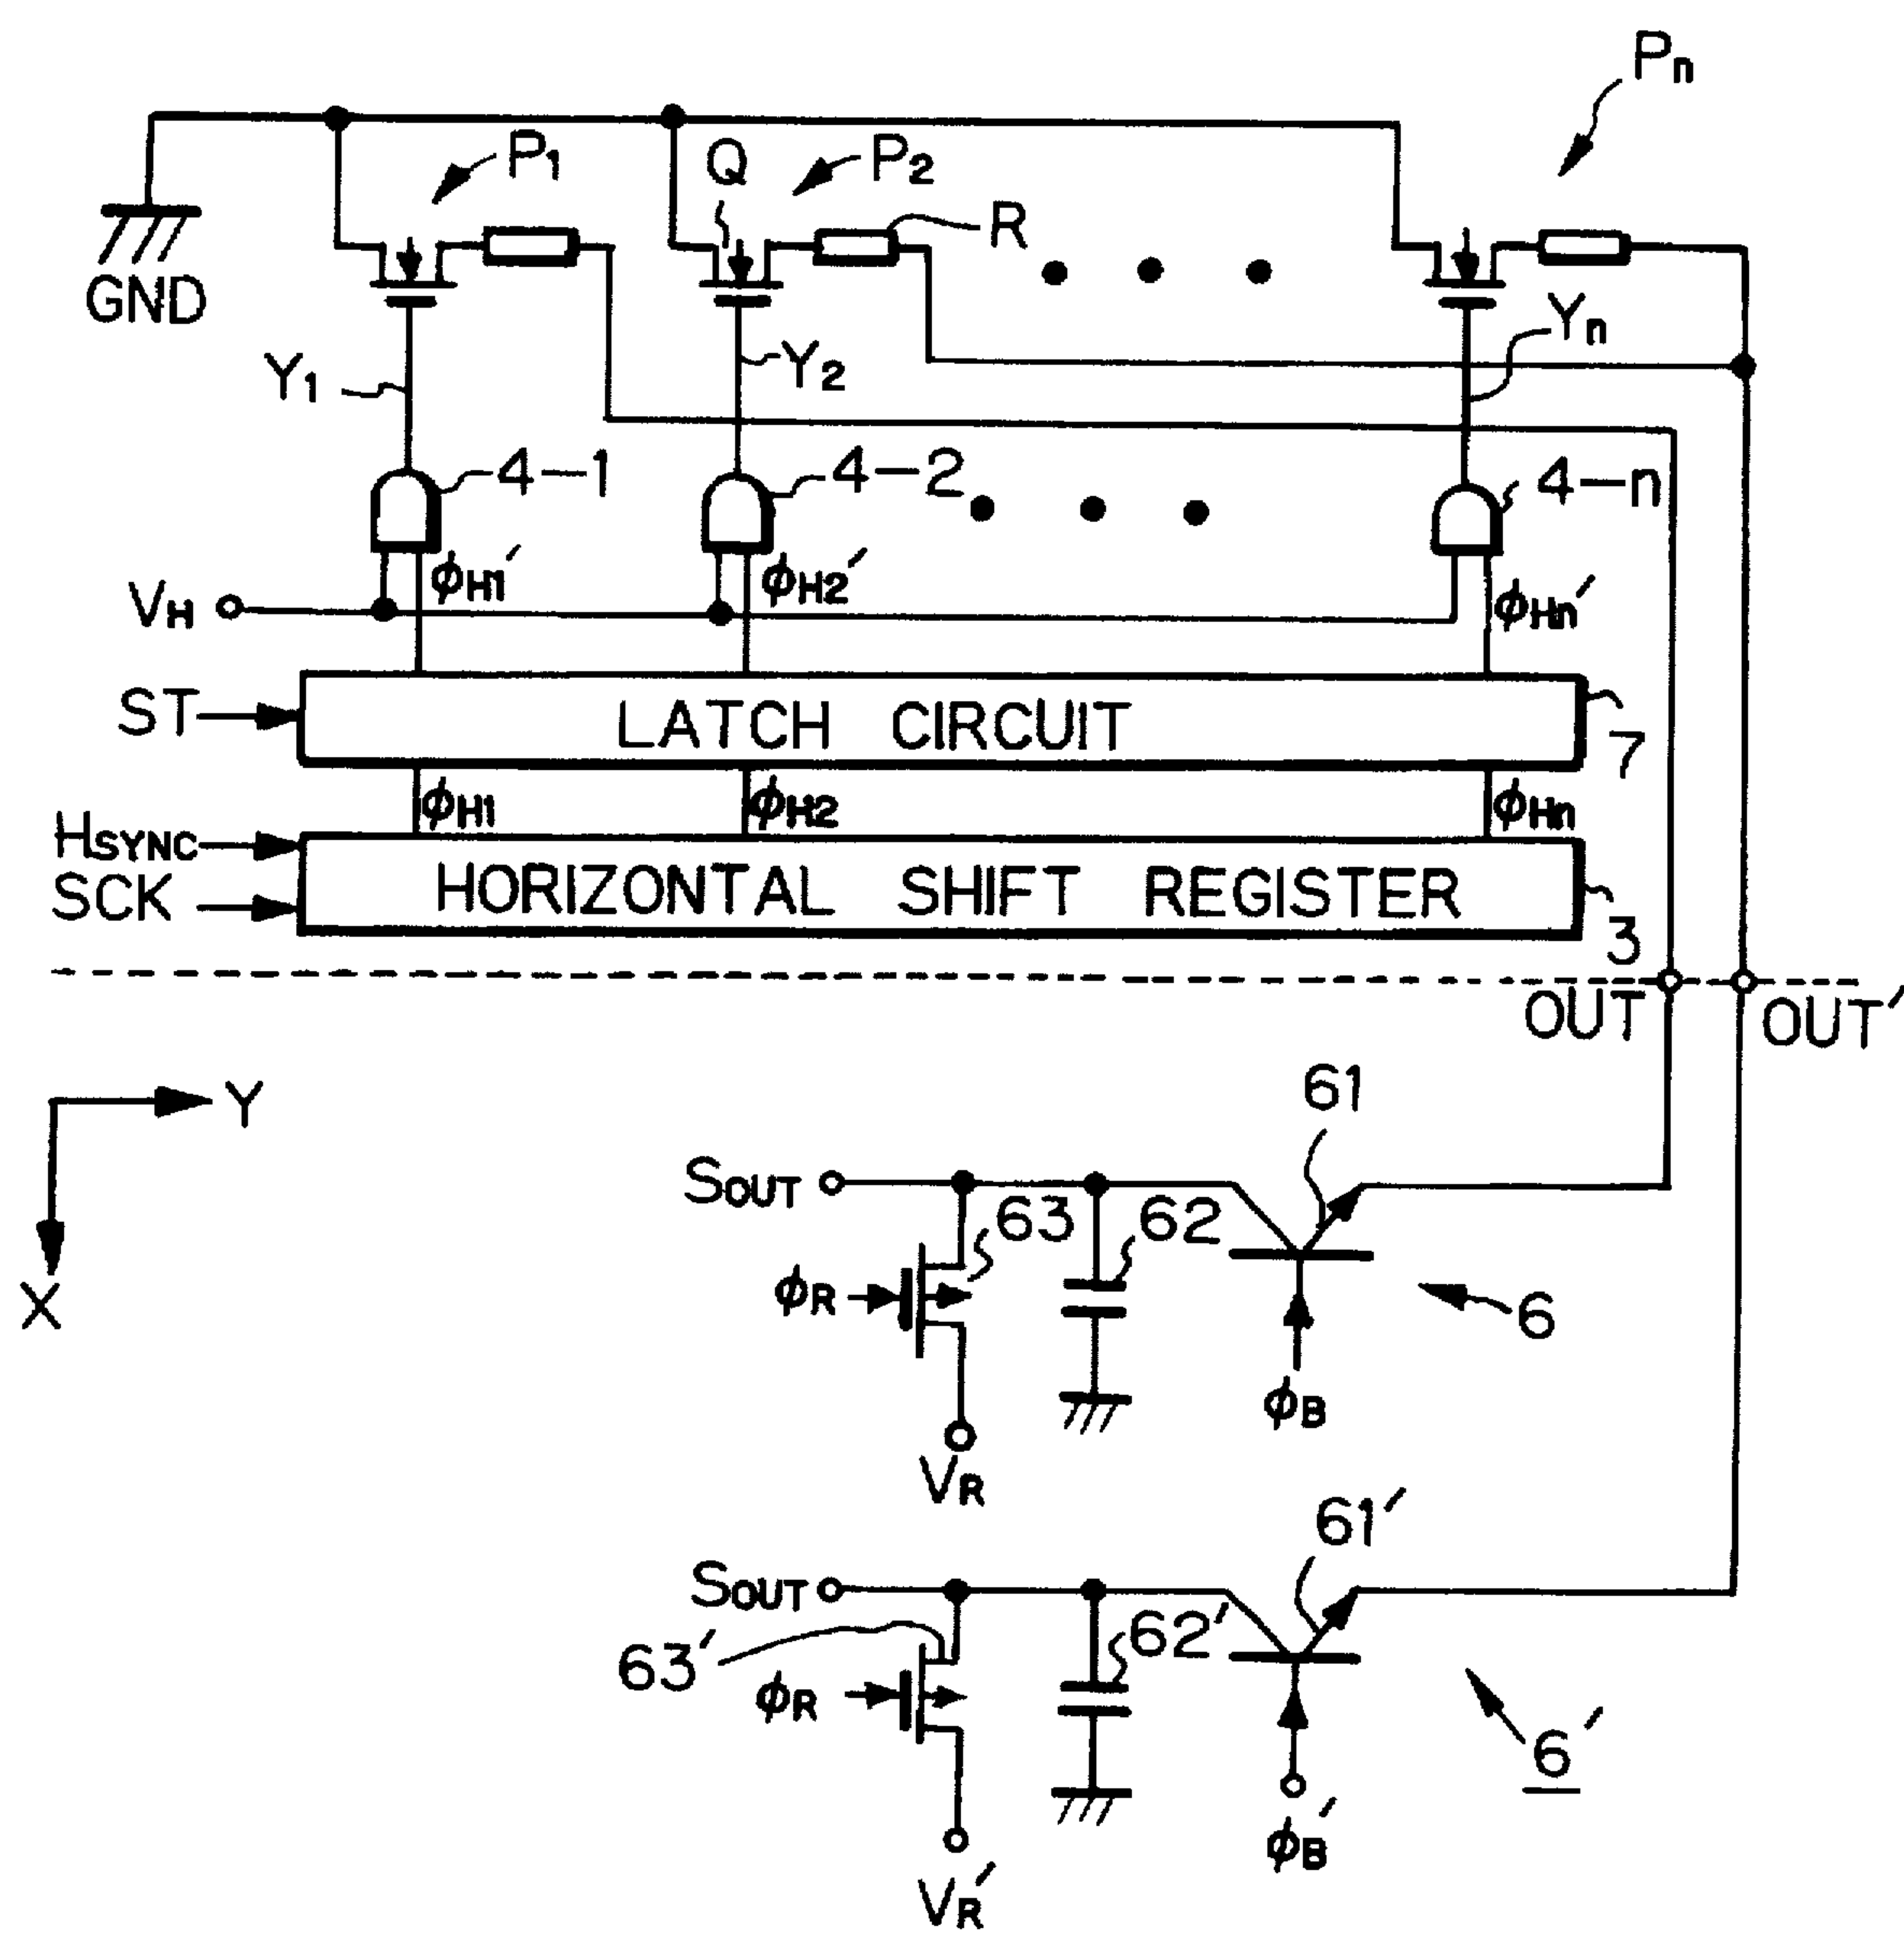 Pn
P1 Q P2
R
GND
Yn
Y1 Y2
4-1 4-2 4-n
VH φH1′ φH2′ φHn′
ST LATCH CIRCUIT
7
φH1 φH2 φHn
HSYNC
SCK HORIZONTAL SHIFT REGISTER
3
OUT OUT′
Y
X
61
SOUT 63 62
φR 6
φB
VR
61′
SOUT 62′
63′ φR
6′
φB′
VR′